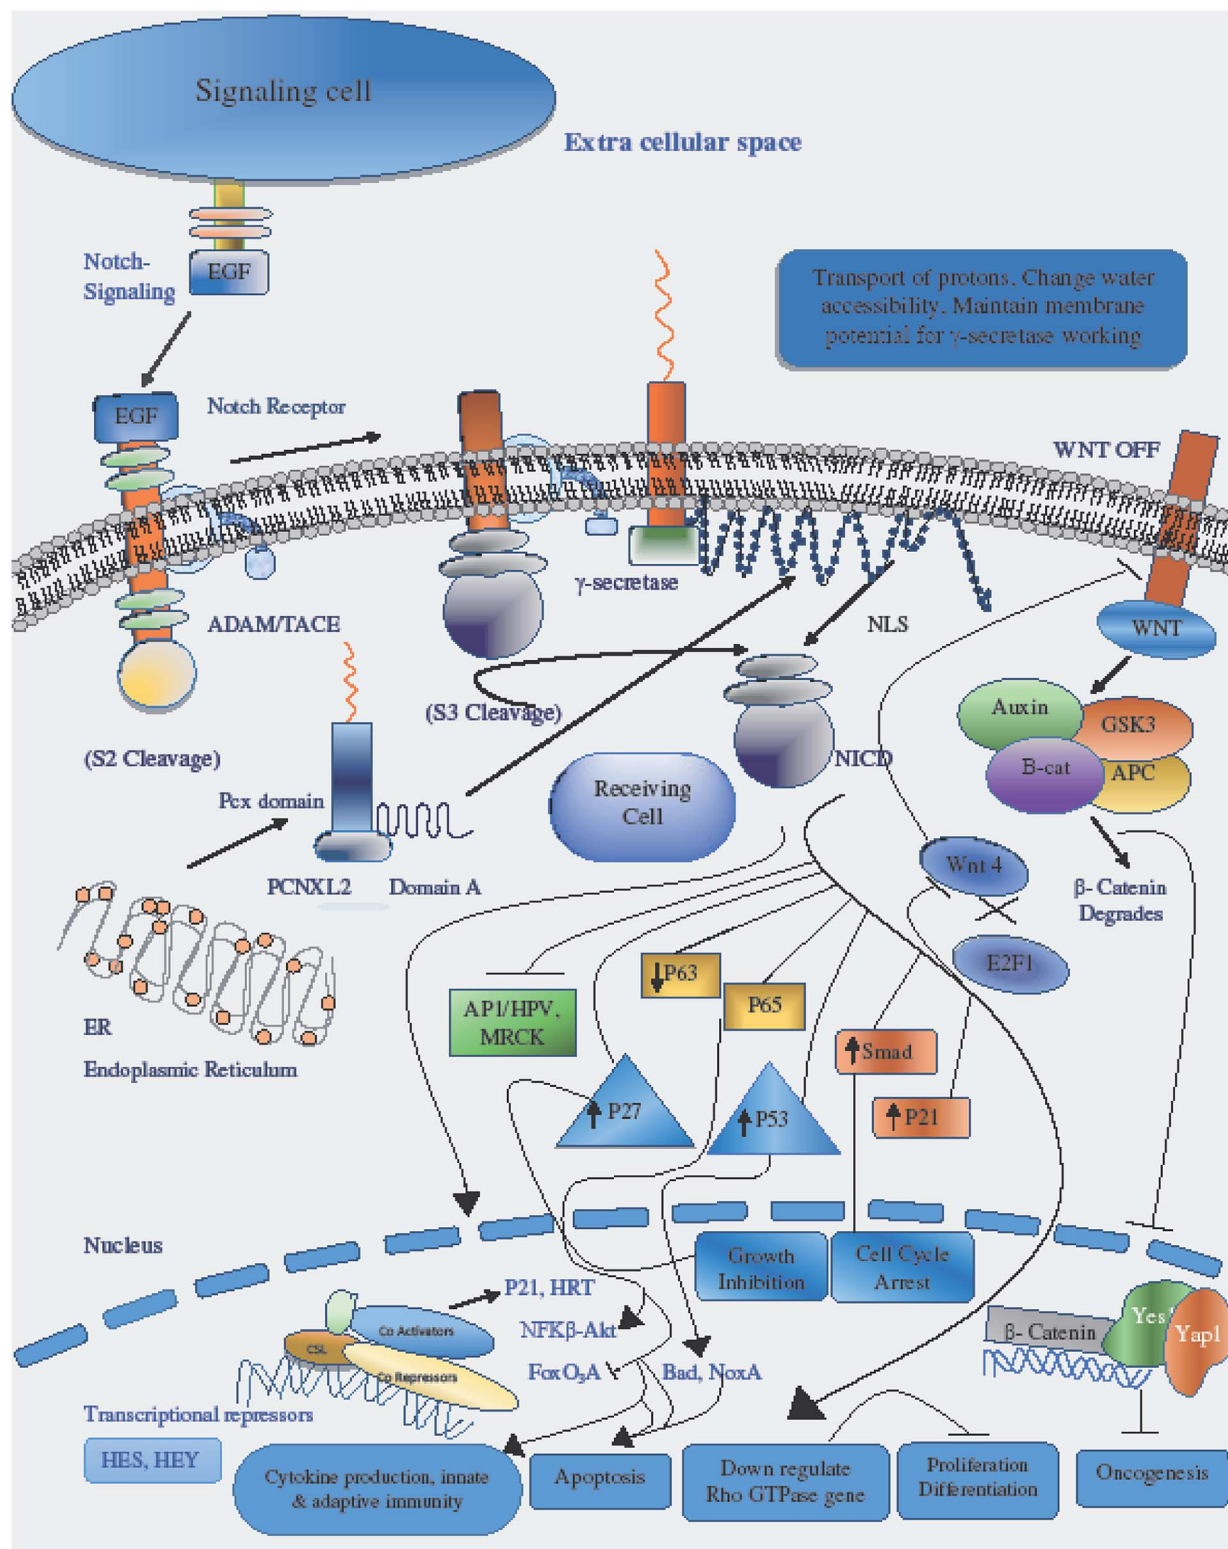 Signaling cell
Extra cellular space
Notch-
Signaling
EGF
Transport of protons, Change water
accessibility, Maintain membrane
potential for γ-secretase working
EGF
Notch Receptor
WNT OFF
γ-secretase
ADAM/TACE
NLS
WNT
(S3 Cleavage)
(S2 Cleavage)
NICD
Auxin
GSK3
B-cat
APC
Pcx domain
Receiving
Cell
PCNXL2
Domain A
Wnt 4
β- Catenin
Degrades
E2F1
P63
P65
AP1/HPV,
MRCK
ER
Endoplasmic Reticulum
Smad
P27
P53
P21
Nucleus
Growth
Inhibition
Cell Cycle
Arrest
P21, HRT
NFKβ-Akt
FoxO3A
Bad, NoxA
Co Activators
CSL
Co Repressors
β- Catenin
Yes
Yap1
Transcriptional repressors
HES, HEY
Cytokine production, innate
& adaptive immunity
Apoptosis
Down regulate
Rho GTPase gene
Proliferation
Differentiation
Oncogenesis